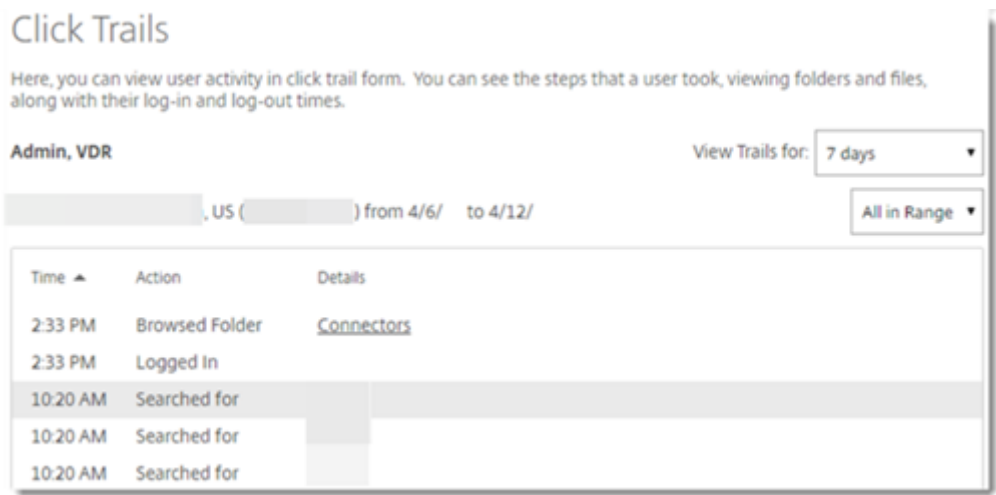 Click Trails
Here, you can view user activity in click trail form. You can see the steps that a user took, viewing folders and files,
along with their log-in and log-out times.
Admin, VDR View Trails for: 7 days
, US ( ) from 4/6/ to 4/12/ All in Range
Time Action Details
2:33 PM Browsed Folder Connectors
2:33 PM Logged In
10:20 AM Searched for
10:20 AM Searched for
10:20 AM Searched for